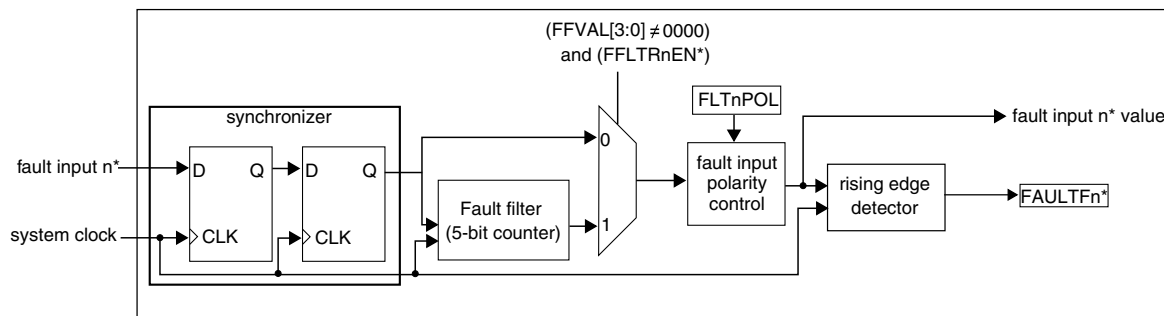 (FFVAL[3:0] ≠ 0000)
and (FFLTRnEN*)
synchronizer
FLTnPOL
fault input n* value
fault input n*
D Q
D Q
0
fault input
polarity
control
rising edge
detector
FAULTFn*
Fault filter
(5-bit counter)
1
system clock
CLK
CLK